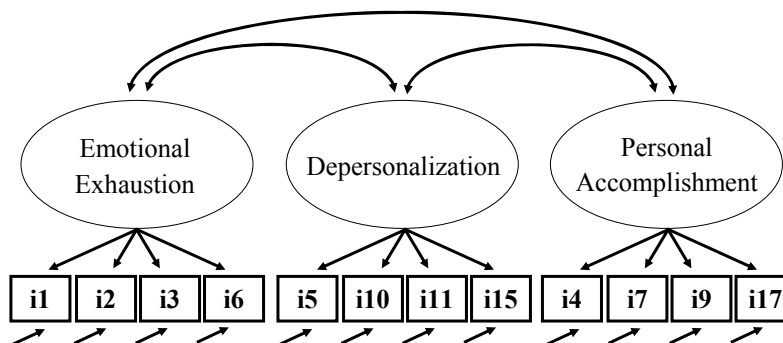 Emotional
Exhaustion
Depersonalization
Personal
Accomplishment
i1 i2 i3 i6 i5 i10 i11 i15 i4 i7 i9 i17